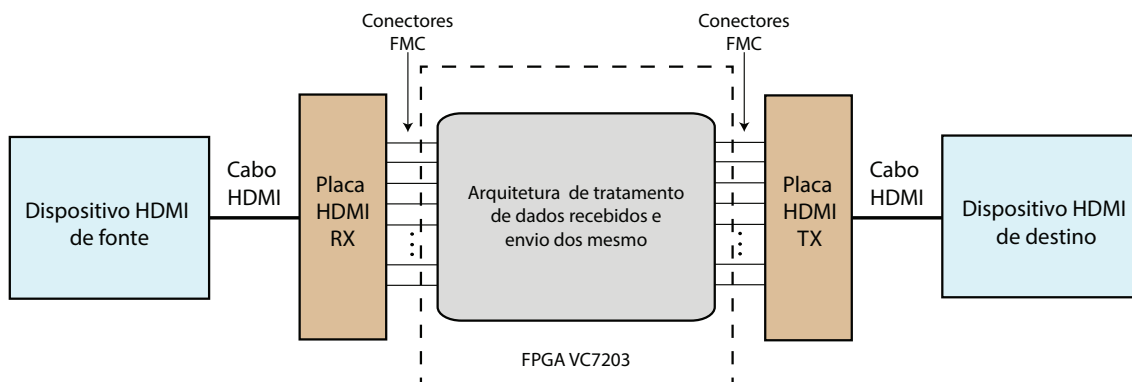 Conectores
FMC
Conectores
FMC
Dispositivo HDMI
de fonte
Cabo
HDMI
Placa
HDMI
RX
Arquitetura de tratamento
de dados recebidos e
envio dos mesmo
Placa
HDMI
TX
Cabo
HDMI
Dispositivo HDMI
de destino
FPGA VC7203